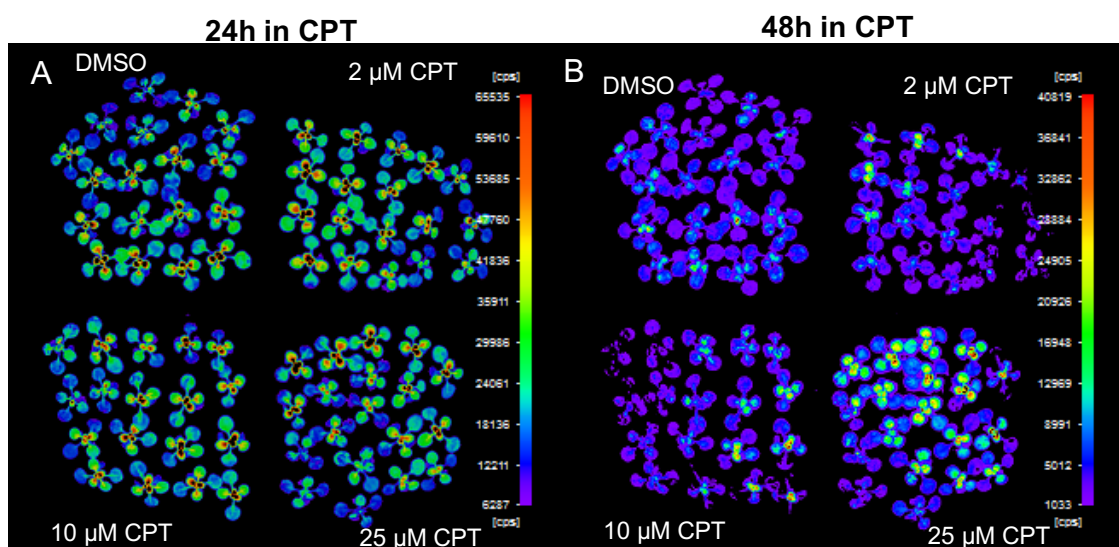 24h in CPT
48h in CPT
A
DMSO
2 µM CPT
[cps]
65535
59610
53685
47760
41836
35911
29986
24061
18136
12211
6287
[cps]
10 µM CPT
25 µM CPT
B
DMSO
2 µM CPT
[cps]
40819
36841
32862
28884
24905
20926
16948
12969
8991
5012
1033
[cps]
10 µM CPT
25 µM CPT